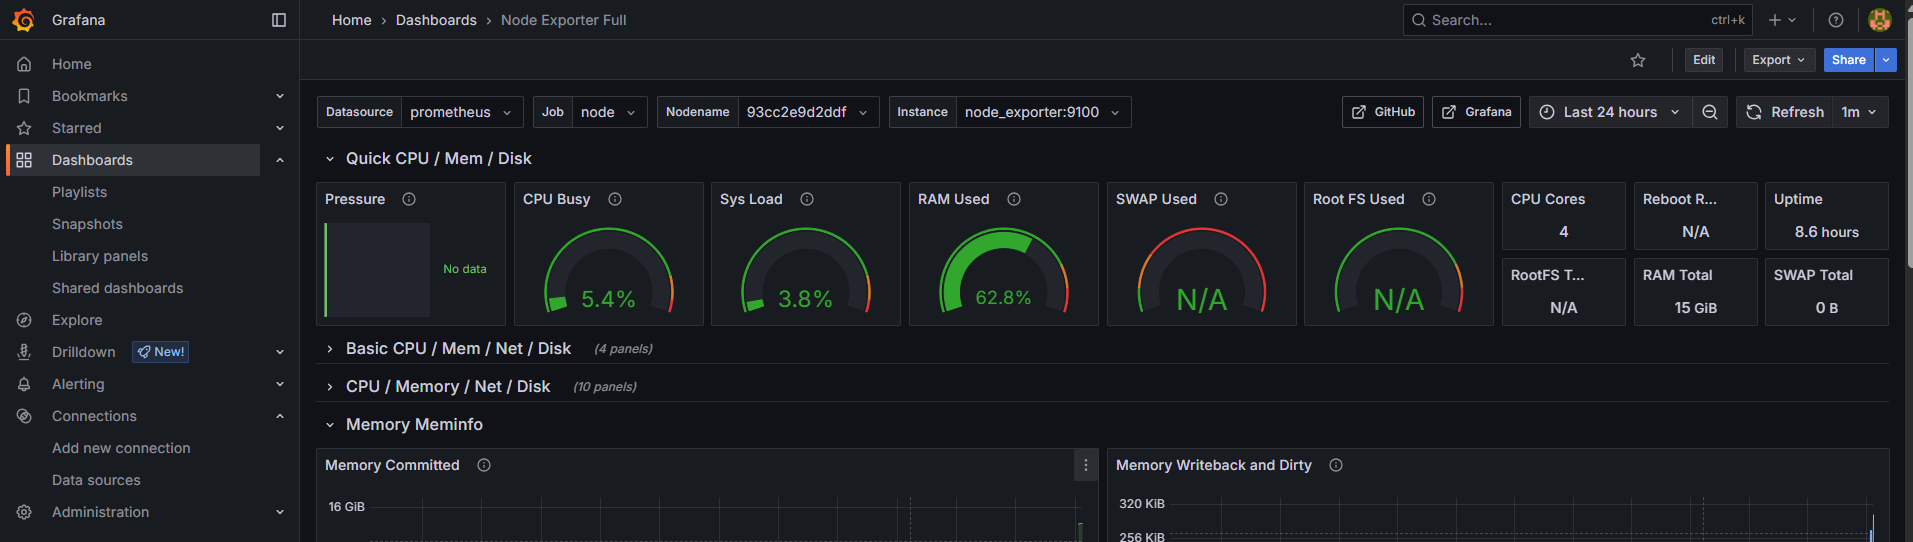 Grafana
Home › Dashboards › Node Exporter Full
Search...
ctrl+k
Home
Bookmarks
Starred
Dashboards
Playlists
Snapshots
Library panels
Shared dashboards
Explore
Drilldown New!
Alerting
Connections
Add new connection
Data sources
Administration
Edit
Export
Share
Datasource prometheus
Job node
Nodename 93cc2e9d2ddf
Instance node_exporter:9100
GitHub
Grafana
Last 24 hours
Refresh 1m
Quick CPU / Mem / Disk
Pressure
No data
CPU Busy
5.4%
Sys Load
3.8%
RAM Used
62.8%
SWAP Used
N/A
Root FS Used
N/A
CPU Cores
4
Reboot R...
N/A
Uptime
8.6 hours
RootFS T...
N/A
RAM Total
15 GiB
SWAP Total
0 B
Basic CPU / Mem / Net / Disk (4 panels)
CPU / Memory / Net / Disk (10 panels)
Memory Meminfo
Memory Committed
16 GiB
Memory Writeback and Dirty
320 KiB
256 KiB